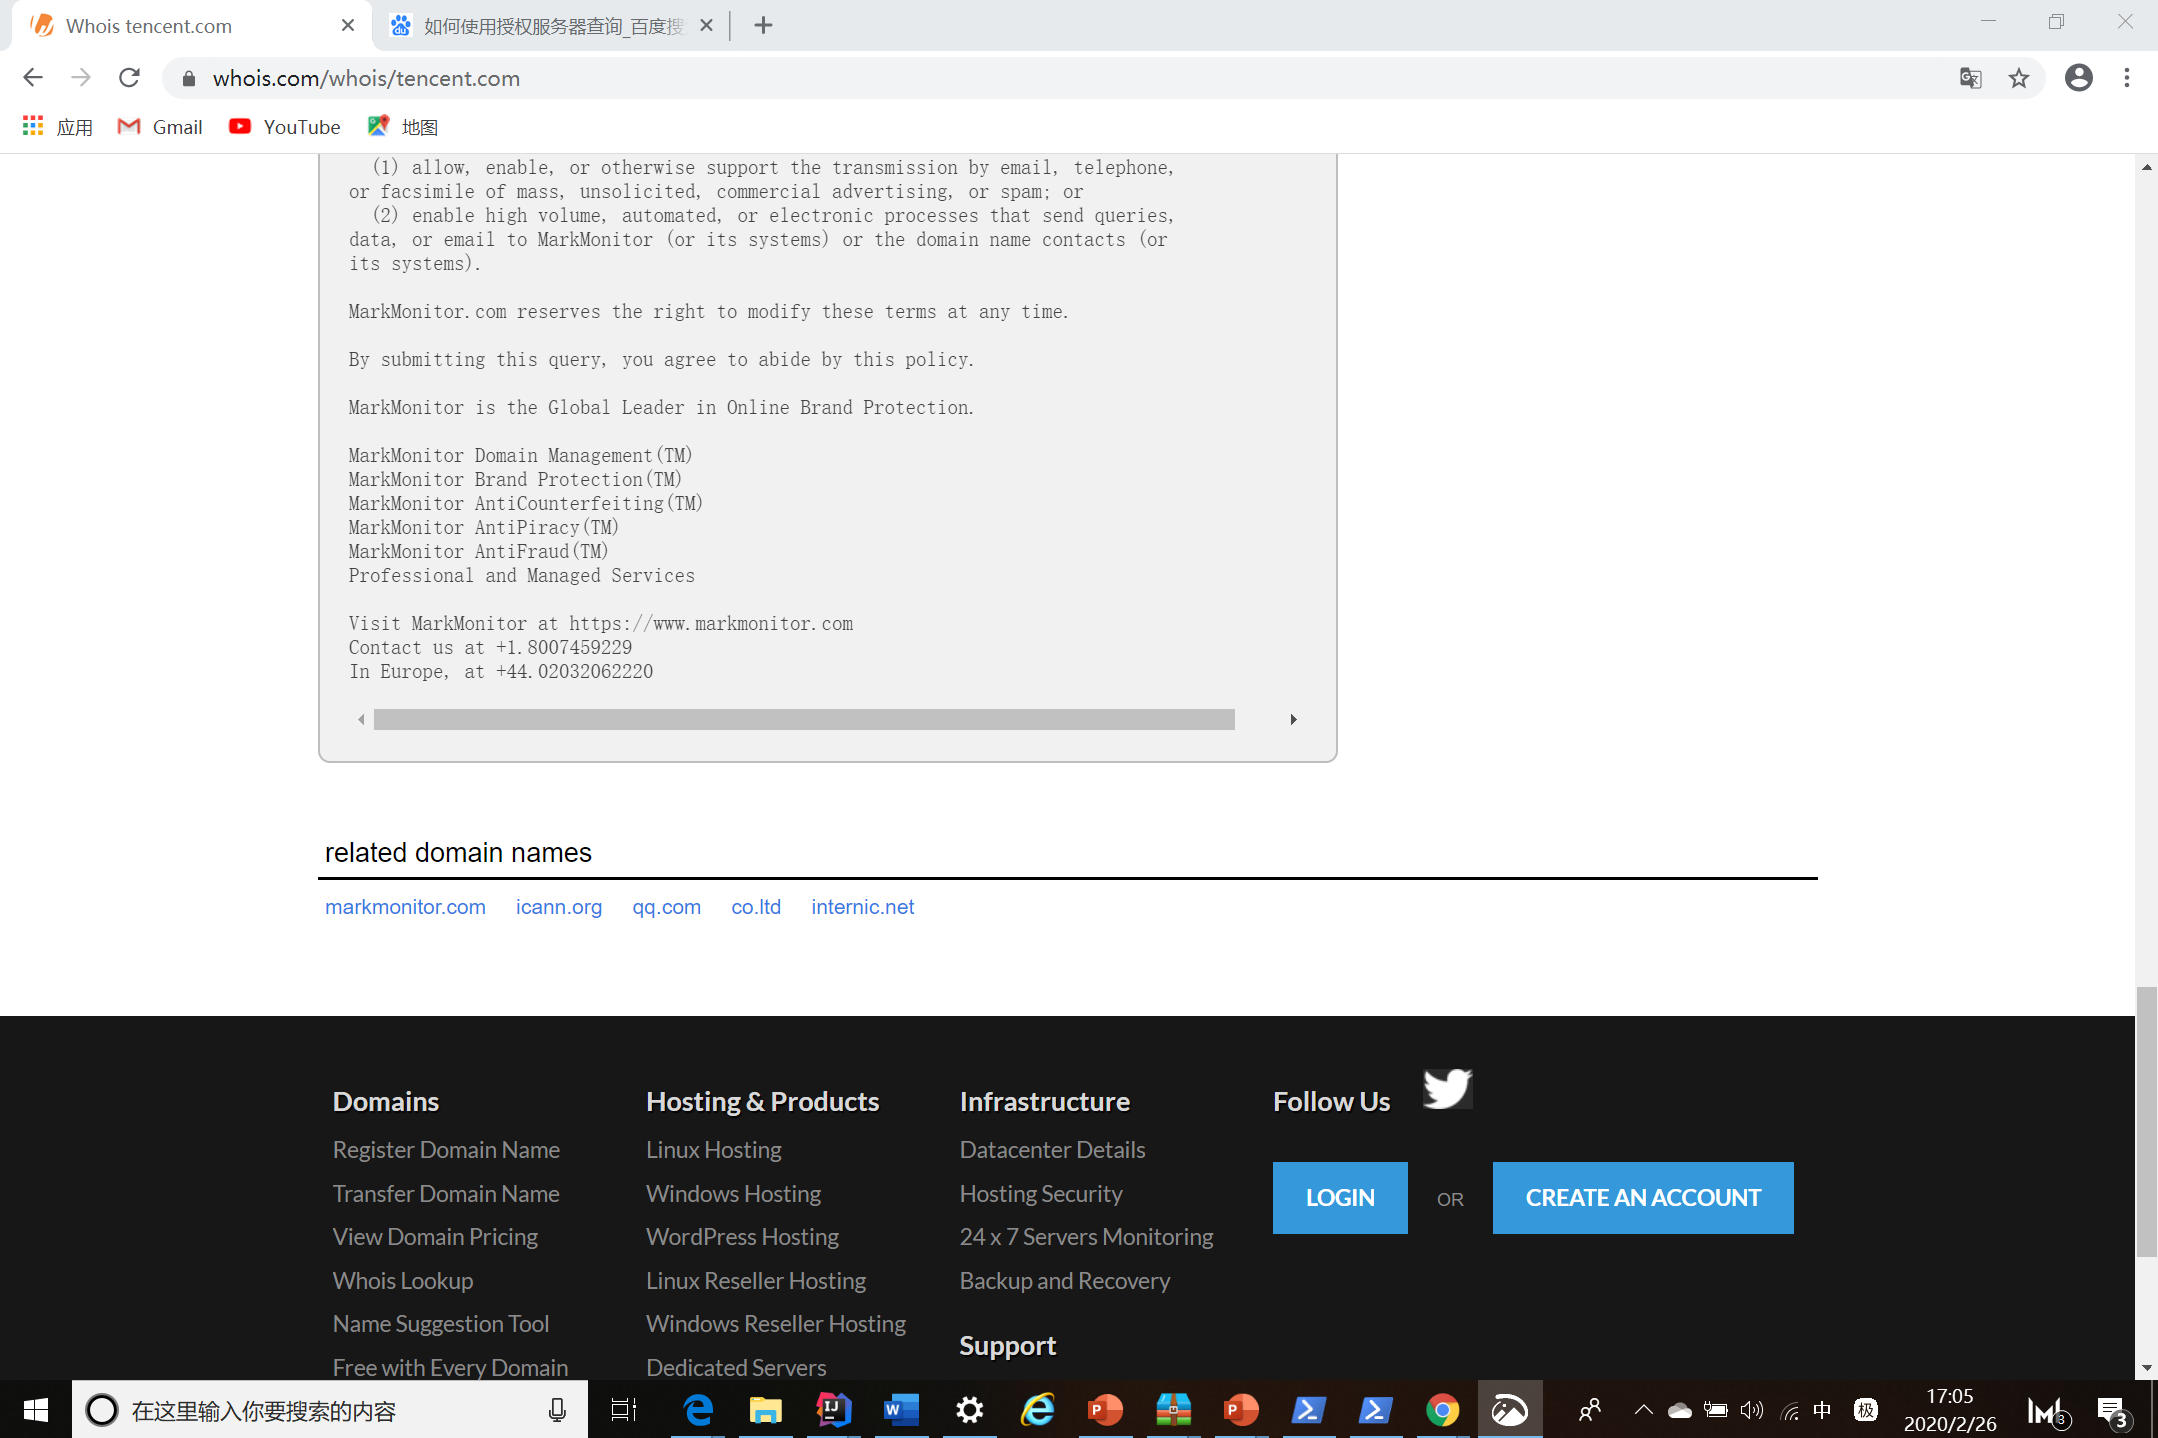 Whois tencent.com
如何使用授权服务器查询_百度搜
whois.com/whois/tencent.com
应用
Gmail
YouTube
地图
(1) allow, enable, or otherwise support the transmission by email, telephone,
or facsimile of mass, unsolicited, commercial advertising, or spam; or
(2) enable high volume, automated, or electronic processes that send queries,
data, or email to MarkMonitor (or its systems) or the domain name contacts (or
its systems).
MarkMonitor.com reserves the right to modify these terms at any time.
By submitting this query, you agree to abide by this policy.
MarkMonitor is the Global Leader in Online Brand Protection.
MarkMonitor Domain Management(TM)
MarkMonitor Brand Protection(TM)
MarkMonitor AntiCounterfeiting(TM)
MarkMonitor AntiPiracy(TM)
MarkMonitor AntiFraud(TM)
Professional and Managed Services
Visit MarkMonitor at https://www.markmonitor.com
Contact us at +1.8007459229
In Europe, at +44.02032062220
related domain names
markmonitor.com icann.org qq.com co.ltd internic.net
Domains
Register Domain Name
Transfer Domain Name
View Domain Pricing
Whois Lookup
Name Suggestion Tool
Free with Every Domain
Hosting & Products
Linux Hosting
Windows Hosting
WordPress Hosting
Linux Reseller Hosting
Windows Reseller Hosting
Dedicated Servers
Infrastructure
Datacenter Details
Hosting Security
24 x 7 Servers Monitoring
Backup and Recovery
Support
Follow Us
LOGIN OR CREATE AN ACCOUNT
在这里输入你要搜索的内容
中
极
17:05
2020/2/26
3
3